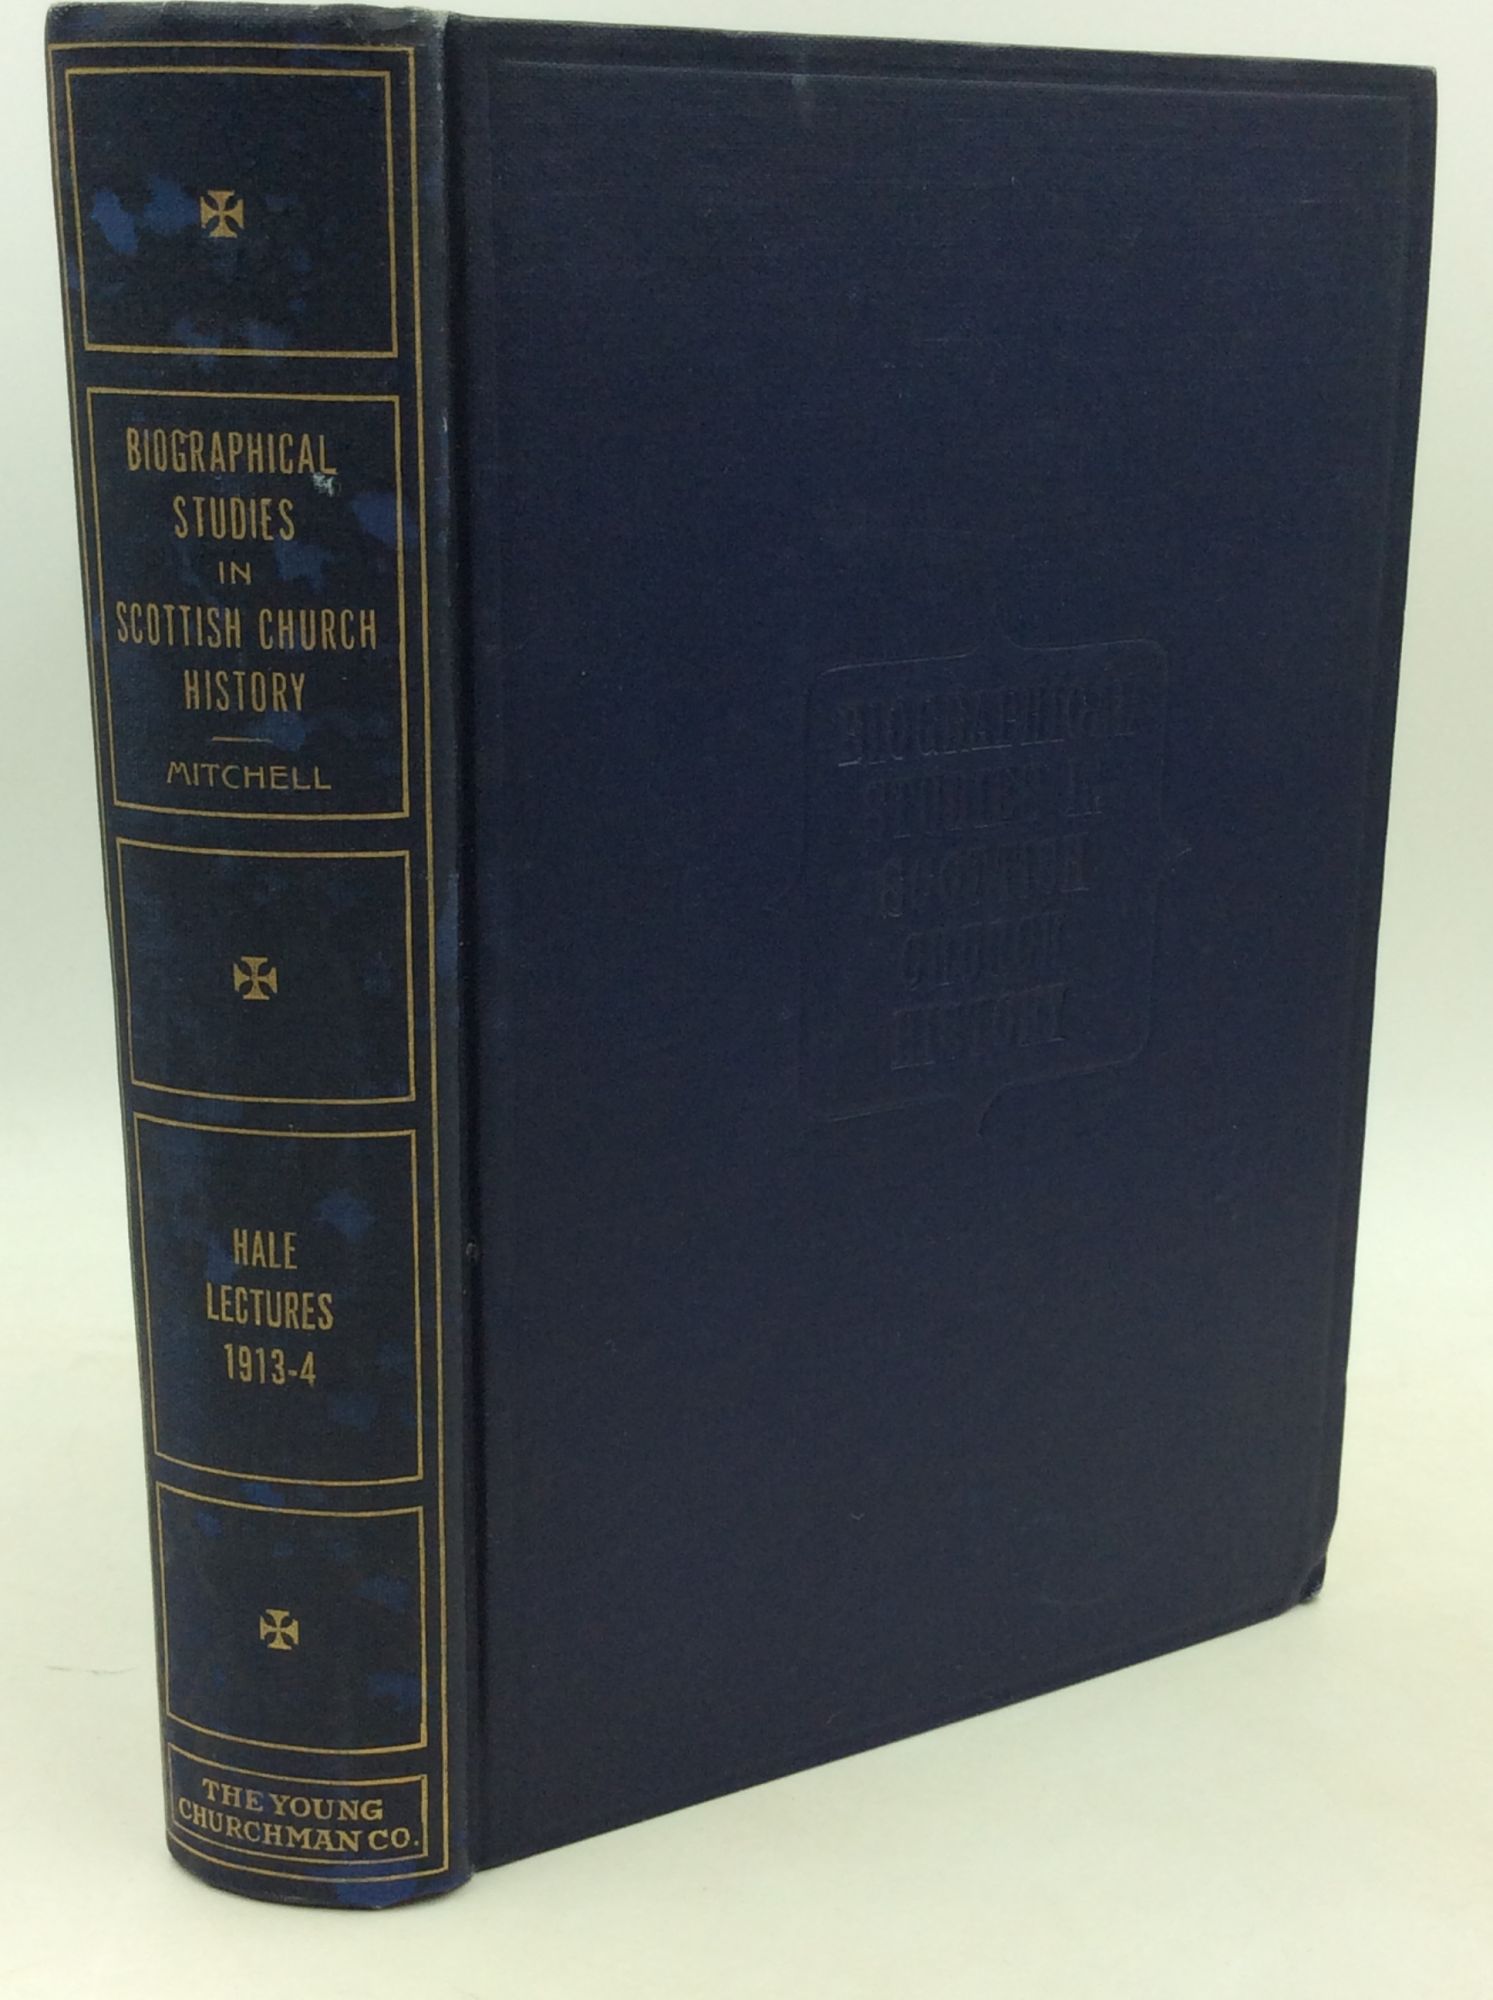 BIOGRAPHICAL
STUDIES
IN
SCOTTISH CHURCH
HISTORY
MITCHELL
HALE
LECTURES
1913-4
THE YOUNG
CHURCHMAN CO.
BIOGRAPHICAL
STUDIES IN
SCOTTISH
CHURCH
HISTORY